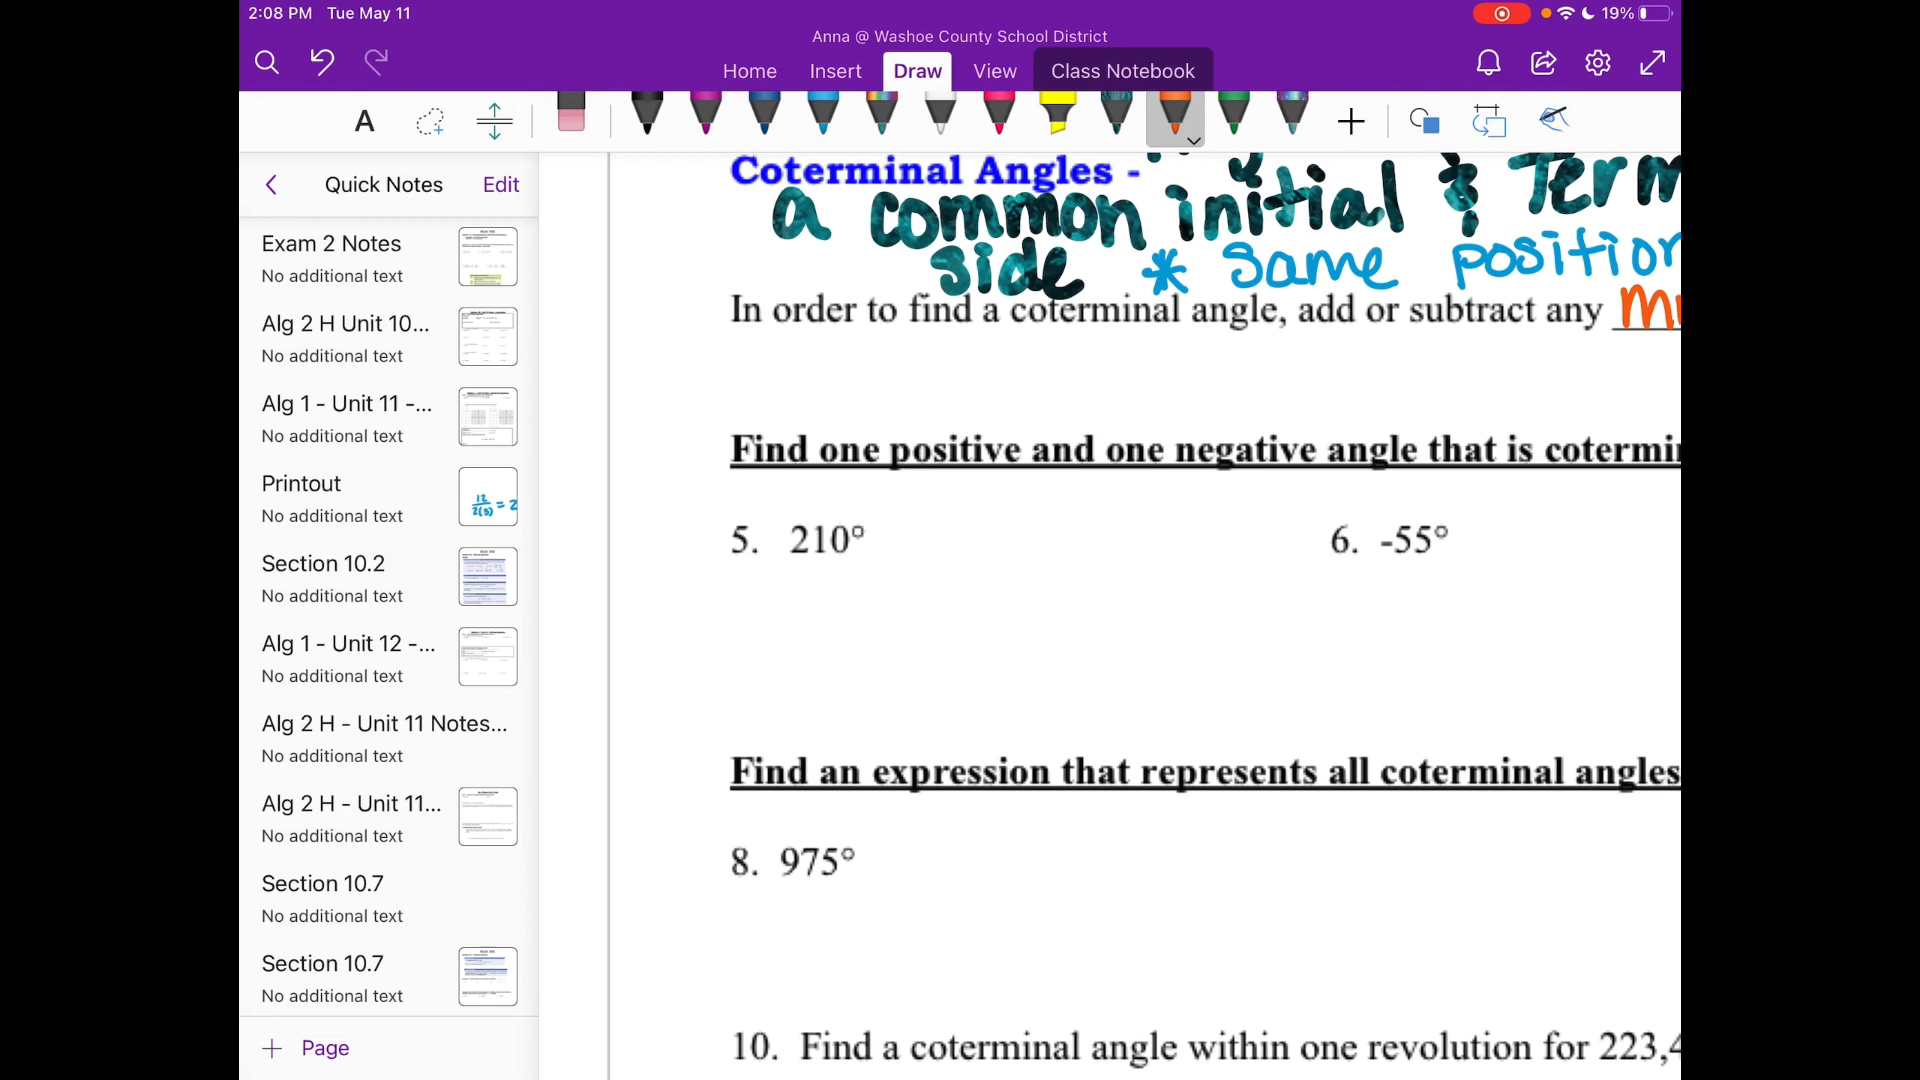 2:08 PM Tue May 11
19%
Anna @ Washoe County School District
Home Insert Draw View Class Notebook
A
Quick Notes Edit
Exam 2 Notes
No additional text
Alg 2 H Unit 10...
No additional text
Alg 1 - Unit 11 -...
No additional text
Printout
No additional text
12
2(3) = 2
Section 10.2
No additional text
Alg 1 - Unit 12 -...
No additional text
Alg 2 H - Unit 11 Notes...
No additional text
Alg 2 H - Unit 11...
No additional text
Section 10.7
No additional text
Section 10.7
No additional text
+ Page
Coterminal Angles -
a common initial & Term
side * same position
In order to find a coterminal angle, add or subtract any
Find one positive and one negative angle that is cotermi
5. 210°
6. -55°
Find an expression that represents all coterminal angles
8. 975°
10. Find a coterminal angle within one revolution for 223,4